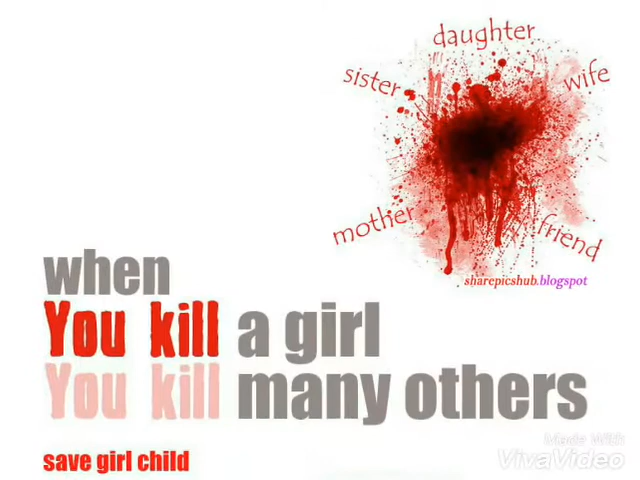 daughter
sister
wife
mother
friend
sharepicshub.blogspot
when
You kill a girl
You kill many others
save girl child
Made With
VivaVideo